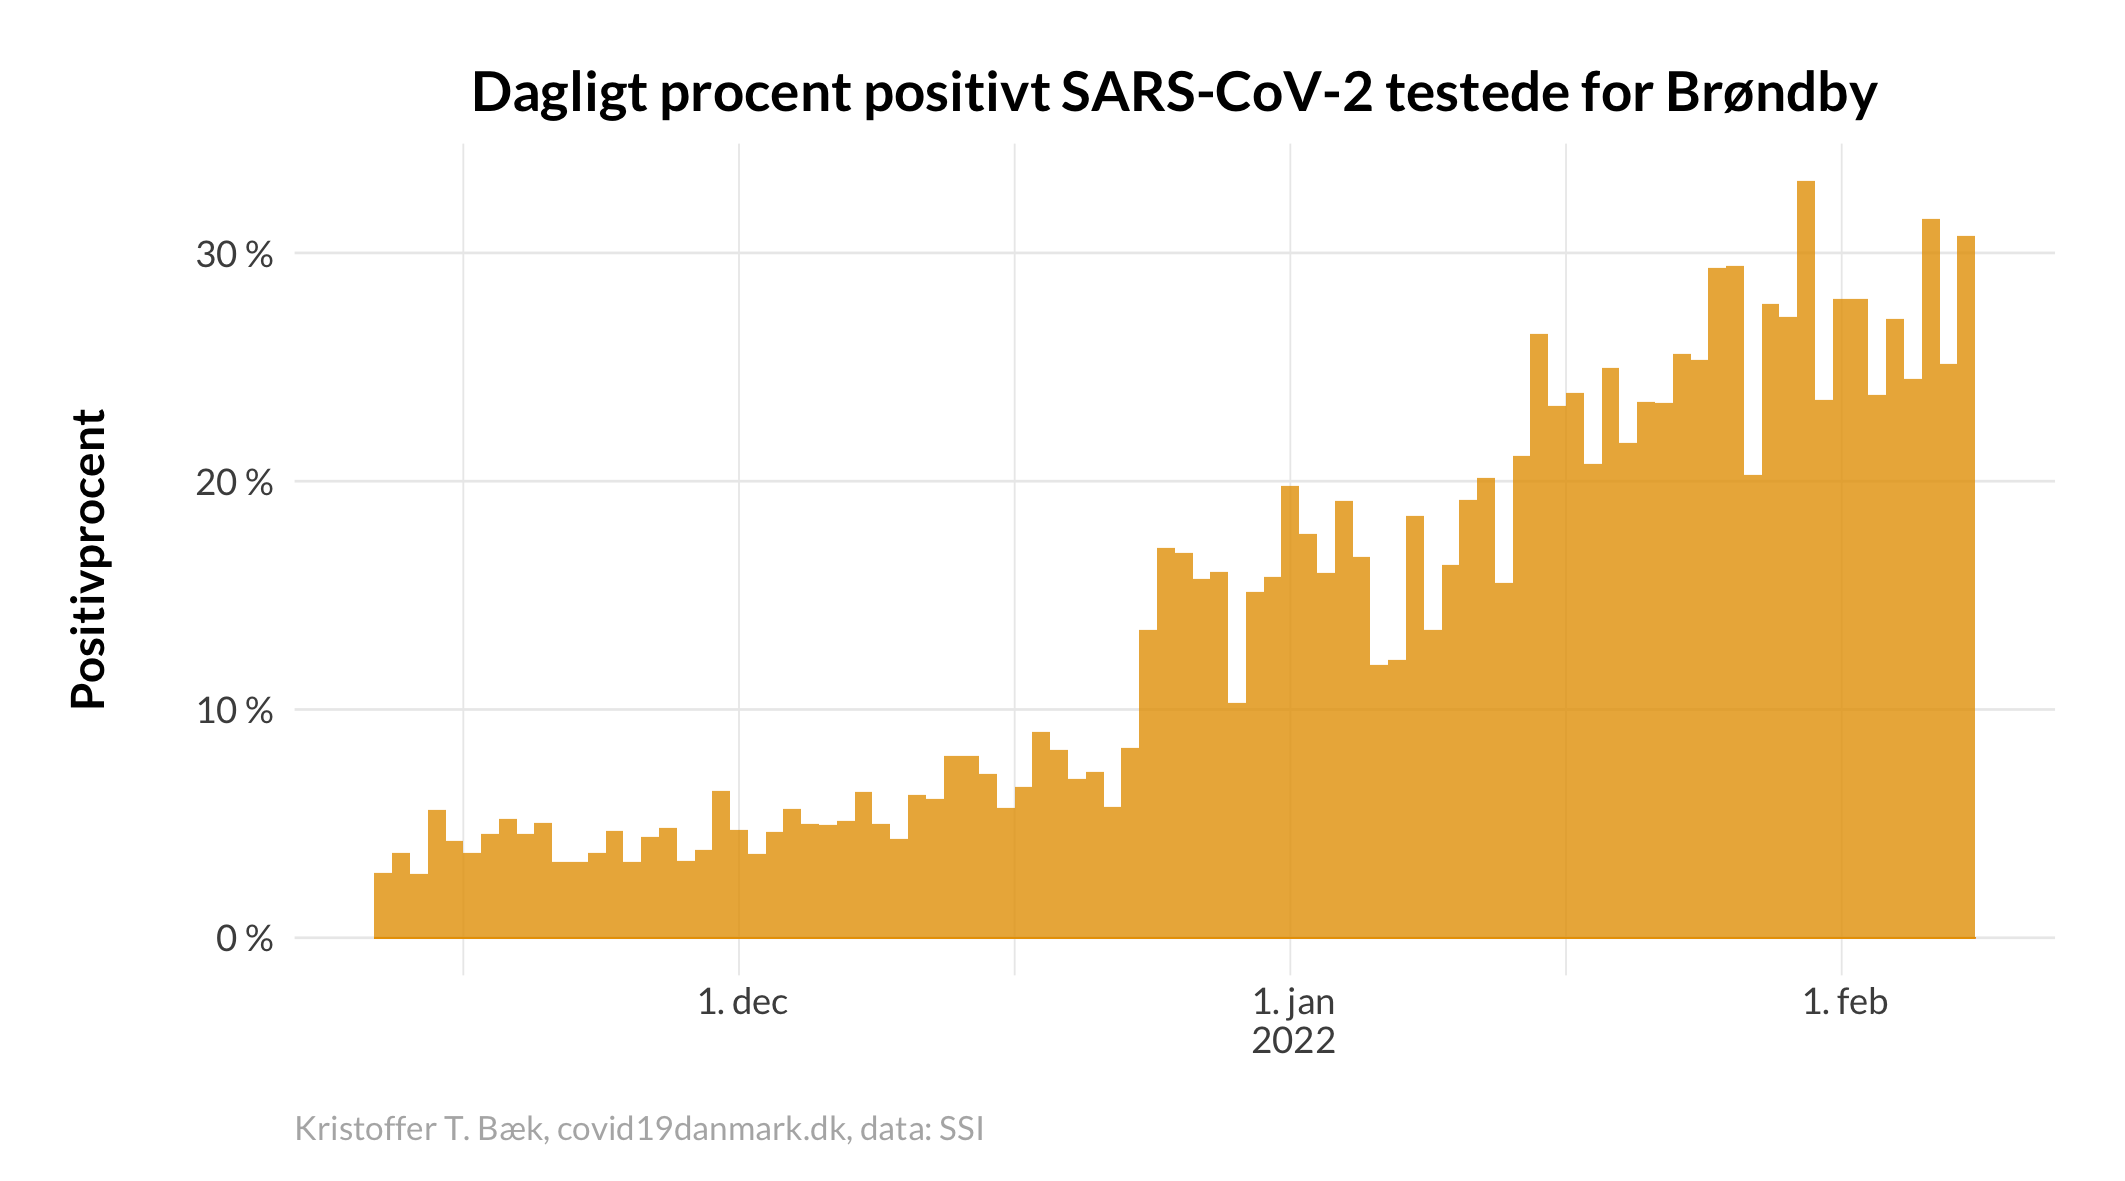 Dagligt procent positivt SARS-CoV-2 testede for Brøndby
Positivprocent
30 %
20 %
10 %
0 %
1. dec
1. jan
2022
1. feb
Kristoffer T. Bæk, covid19danmark.dk, data: SSI